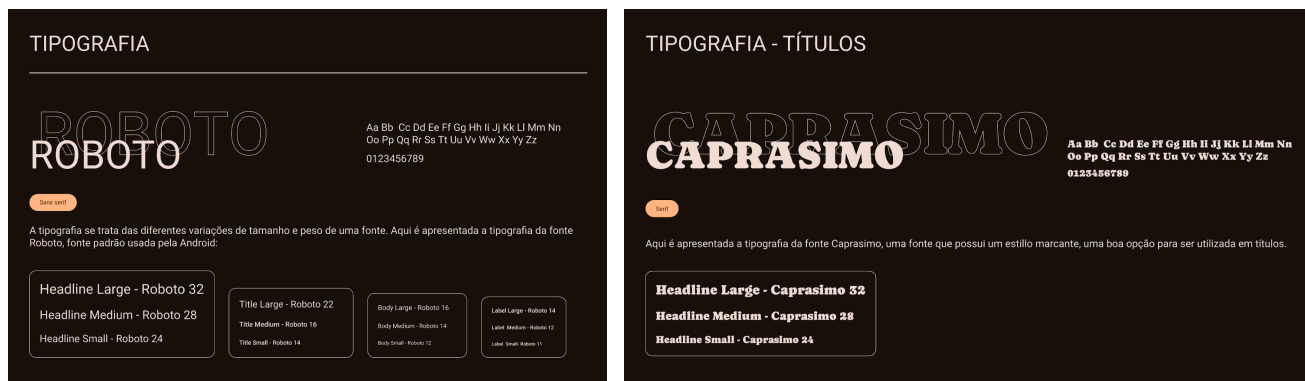 TIPOGRAFIA
ROBOTO
ROBOTO
Aa Bb Cc Dd Ee Ff Gg Hh Ii Jj Kk Ll Mm Nn
Oo Pp Qq Rr Ss Tt Uu Vv Ww Xx Yy Zz
0123456789
Sans serif
A tipografia se trata das diferentes variações de tamanho e peso de uma fonte. Aqui é apresentada a tipografia da fonte
Roboto, fonte padrão usada pela Android:
Headline Large - Roboto 32
Headline Medium - Roboto 28
Headline Small - Roboto 24
Title Large - Roboto 22
Title Medium - Roboto 16
Title Small - Roboto 14
Body Large - Roboto 16
Body Medium - Roboto 14
Body Small - Roboto 12
Label Large - Roboto 14
Label Medium - Roboto 12
Label Small- Roboto 11
TIPOGRAFIA - TÍTULOS
CAPRASIMO
CAPRASIMO
Aa Bb Cc Dd Ee Ff Gg Hh Ii Jj Kk Ll Mm Nn
Oo Pp Qq Rr Ss Tt Uu Vv Ww Xx Yy Zz
0123456789
Serif
Aqui é apresentada a tipografia da fonte Caprasimo, uma fonte que possui um estillo marcante, uma boa opção para ser utilizada em títulos.
Headline Large - Caprasimo 32
Headline Medium - Caprasimo 28
Headline Small - Caprasimo 24